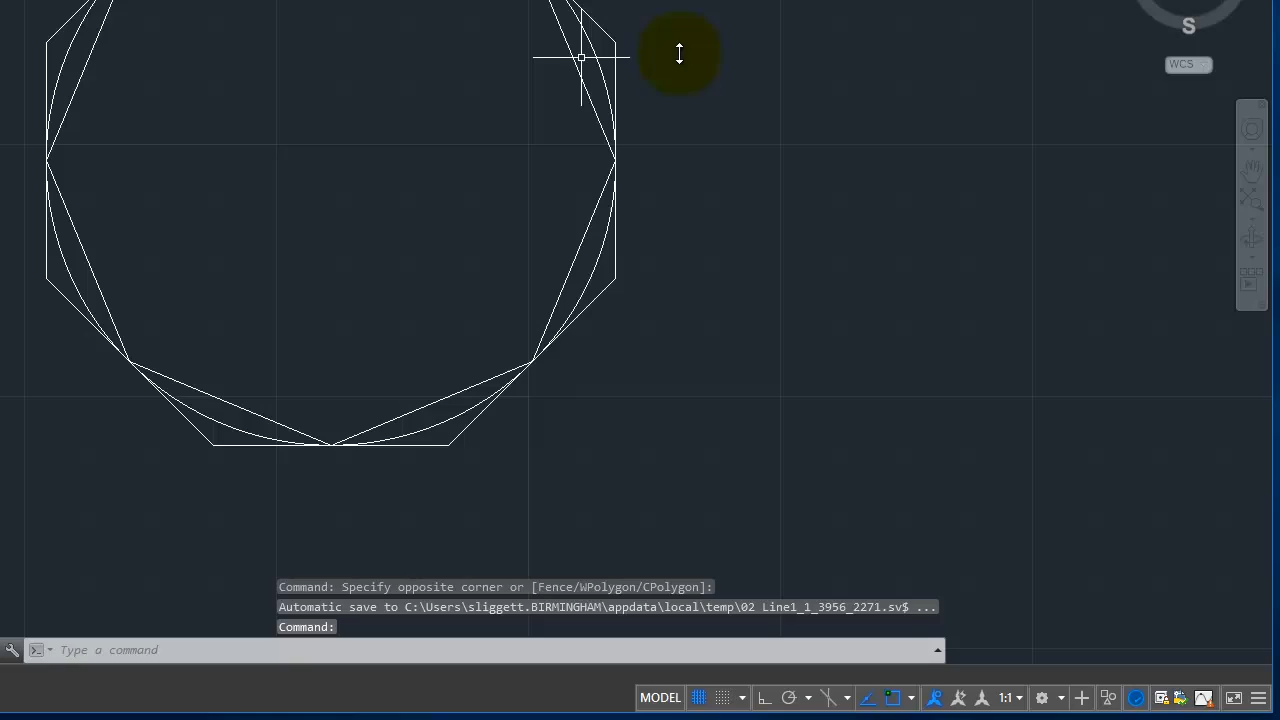 S
WCS
Command: Specify opposite corner or [Fence/WPolygon/CPolygon]:
Automatic save to C:\Users\sliggett.BIRMINGHAM\appdata\local\temp\02 Line1_1_3956_2271.sv$ ...
Command:
Type a command
MODEL 1:1